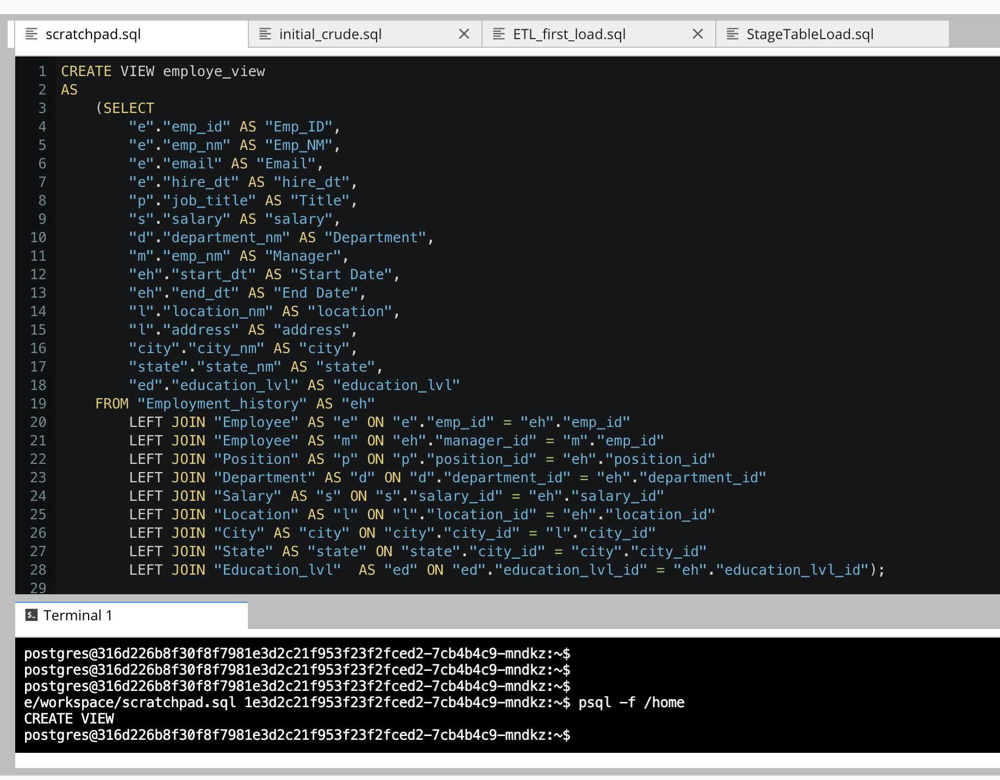 scratchpad.sql
initial_crude.sql
ETL_first_load.sql
StageTableLoad.sql
1 CREATE VIEW employe_view
2 AS
3 (SELECT
4 "e"."emp_id" AS "Emp_ID",
5 "e"."emp_nm" AS "Emp_NM",
6 "e"."email" AS "Email",
7 "e"."hire_dt" AS "hire_dt",
8 "p"."job_title" AS "Title",
9 "s"."salary" AS "salary",
10 "d"."department_nm" AS "Department",
11 "m"."emp_nm" AS "Manager",
12 "eh"."start_dt" AS "Start Date",
13 "eh"."end_dt" AS "End Date",
14 "l"."location_nm" AS "location",
15 "l"."address" AS "address",
16 "city"."city_nm" AS "city",
17 "state"."state_nm" AS "state",
18 "ed"."education_lvl" AS "education_lvl"
19 FROM "Employment_history" AS "eh"
20 LEFT JOIN "Employee" AS "e" ON "e"."emp_id" = "eh"."emp_id"
21 LEFT JOIN "Employee" AS "m" ON "eh"."manager_id" = "m"."emp_id"
22 LEFT JOIN "Position" AS "p" ON "p"."position_id" = "eh"."position_id"
23 LEFT JOIN "Department" AS "d" ON "d"."department_id" = "eh"."department_id"
24 LEFT JOIN "Salary" AS "s" ON "s"."salary_id" = "eh"."salary_id"
25 LEFT JOIN "Location" AS "l" ON "l"."location_id" = "eh"."location_id"
26 LEFT JOIN "City" AS "city" ON "city"."city_id" = "l"."city_id"
27 LEFT JOIN "State" AS "state" ON "state"."city_id" = "city"."city_id"
28 LEFT JOIN "Education_lvl"  AS "ed" ON "ed"."education_lvl_id" = "eh"."education_lvl_id");
29
$_ Terminal 1
postgres@316d226b8f30f8f7981e3d2c21f953f23f2fced2-7cb4b4c9-mndkz:~$
postgres@316d226b8f30f8f7981e3d2c21f953f23f2fced2-7cb4b4c9-mndkz:~$
postgres@316d226b8f30f8f7981e3d2c21f953f23f2fced2-7cb4b4c9-mndkz:~$
e/workspace/scratchpad.sql 1e3d2c21f953f23f2fced2-7cb4b4c9-mndkz:~$ psql -f /home
CREATE VIEW
postgres@316d226b8f30f8f7981e3d2c21f953f23f2fced2-7cb4b4c9-mndkz:~$